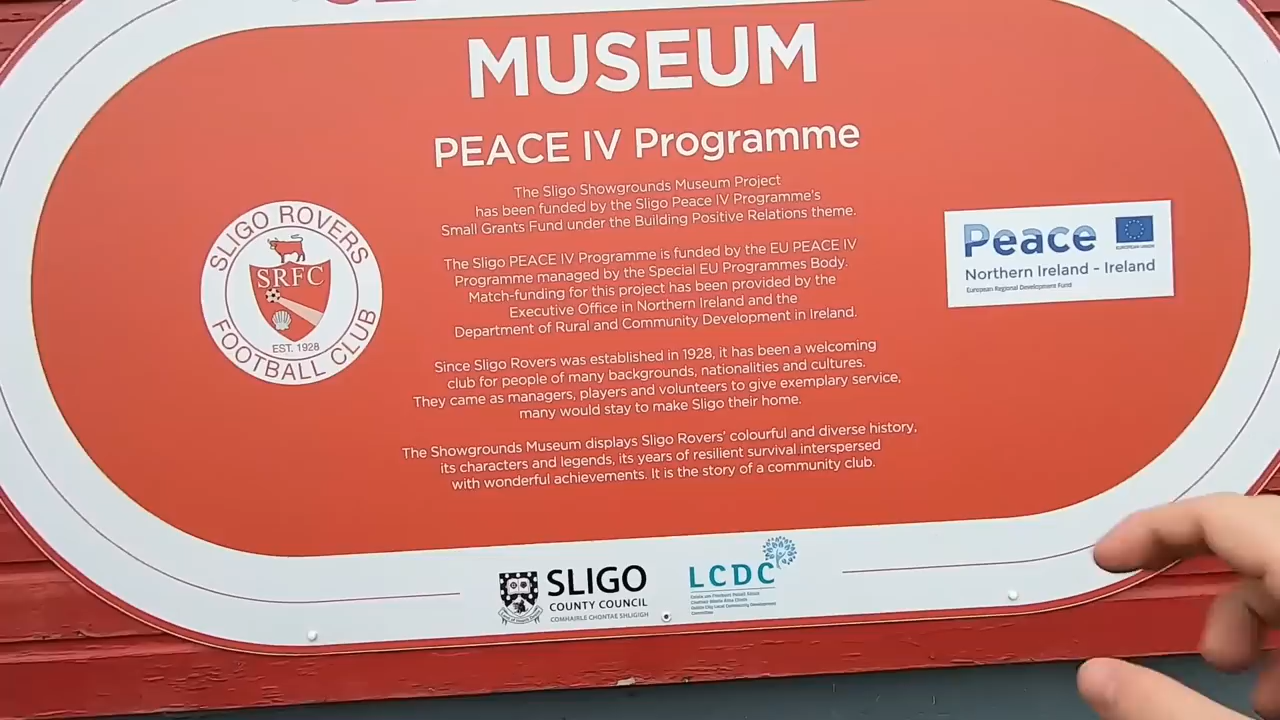 MUSEUM
PEACE IV Programme
The Sligo Showgrounds Museum Project
has been funded by the Sligo Peace IV Programme's
Small Grants Fund under the Building Positive Relations theme.
The Sligo PEACE IV Programme is funded by the EU PEACE IV
Programme managed by the Special EU Programmes Body.
Match-funding for this project has been provided by the
Executive Office in Northern Ireland and the
Department of Rural and Community Development in Ireland.
Since Sligo Rovers was established in 1928, it has been a welcoming
club for people of many backgrounds, nationalities and cultures.
They came as managers, players and volunteers to give exemplary service,
many would stay to make Sligo their home.
The Showgrounds Museum displays Sligo Rovers' colourful and diverse history,
its characters and legends, its years of resilient survival interspersed
with wonderful achievements. It is the story of a community club.
SLIGO ROVERS
SRFC
EST. 1928
FOOTBALL CLUB
Peace
EUROPEAN UNION
Northern Ireland - Ireland
European Regional Development Fund
SLIGO
COUNTY COUNCIL
COMHAIRLE CHONTAE SHLIGIGH
LCDC